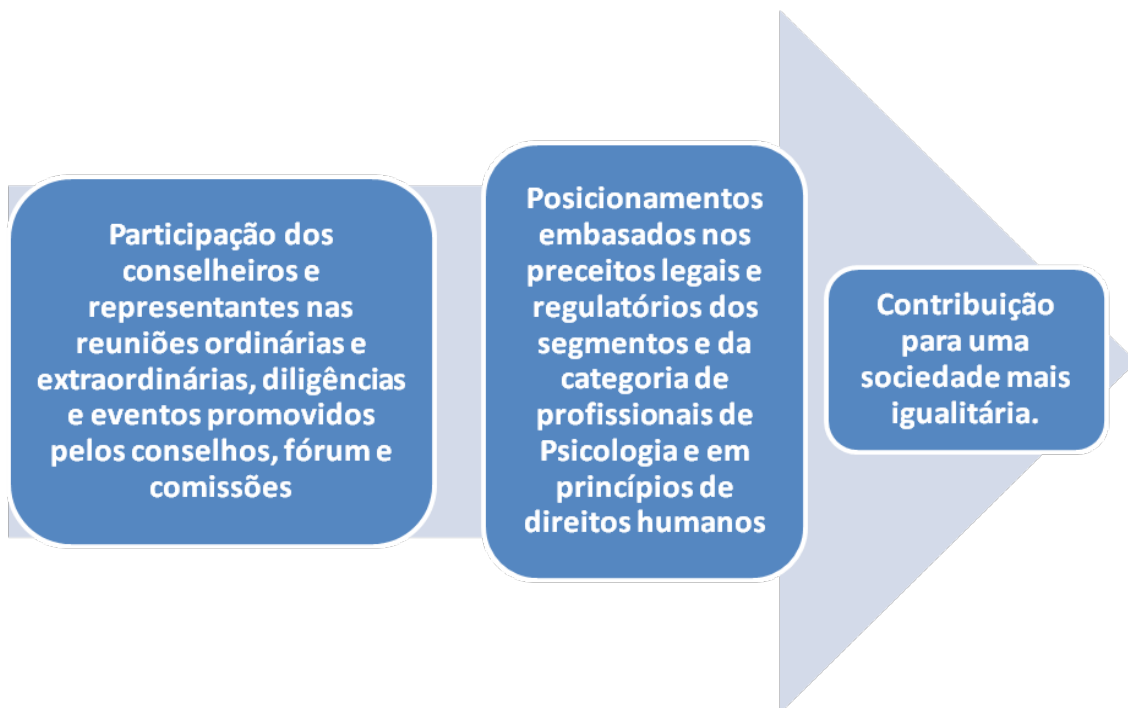 Participação dos
conselheiros e
representantes nas
reuniões ordinárias e
extraordinárias, diligências
e eventos promovidos
pelos conselhos, fórum e
comissões
Posicionamentos
embasados nos
preceitos legais e
regulatórios dos
segmentos e da
categoria de
profissionais de
Psicologia e em
princípios de
direitos humanos
Contribuição
para uma
sociedade mais
igualitária.